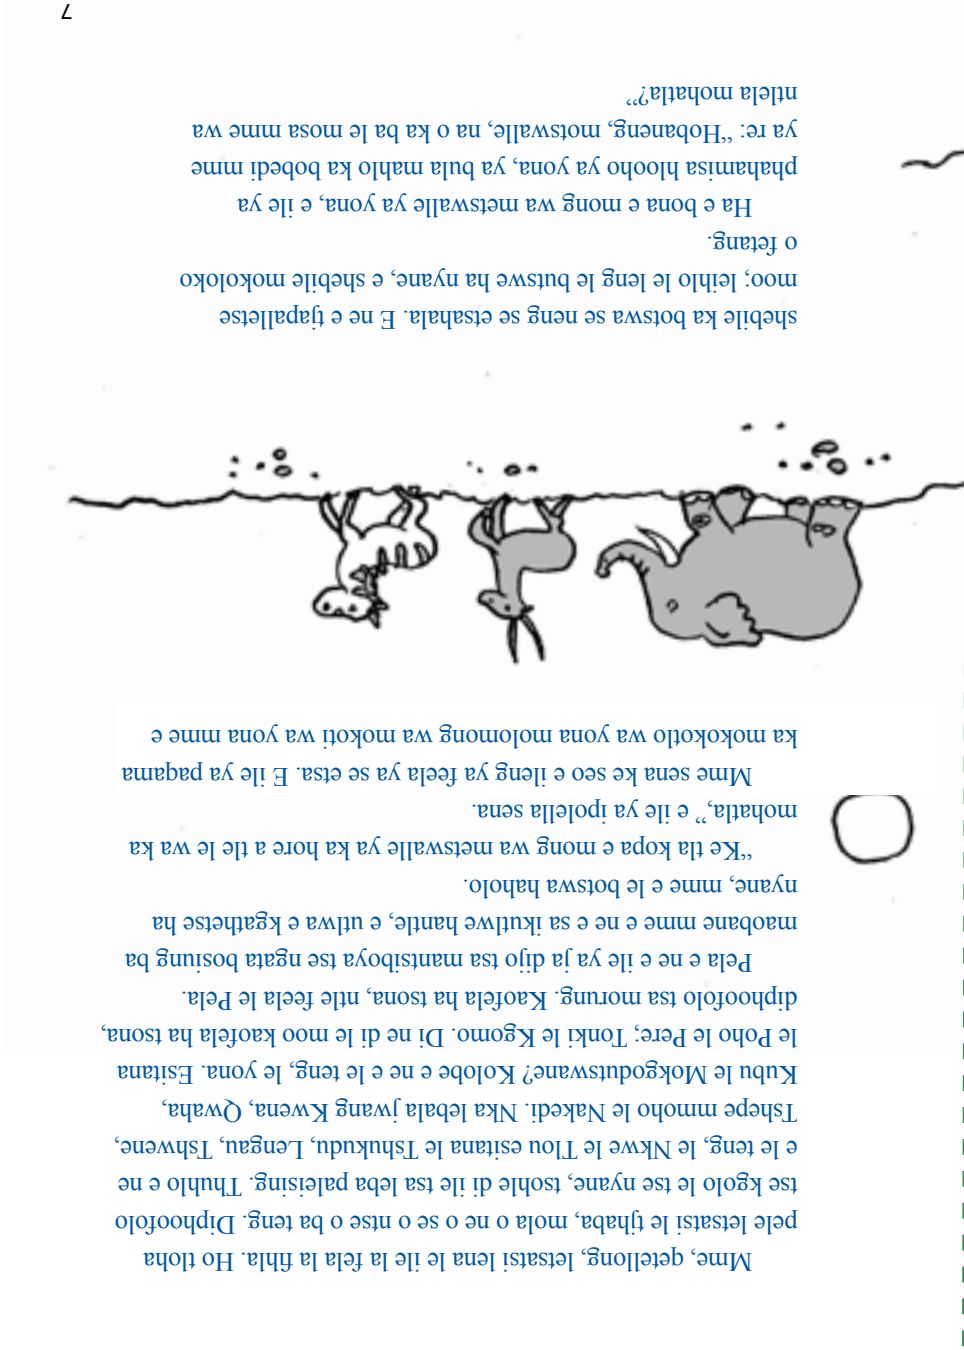 Mme, qetellong, letsatsi lena le ile la fela la fihla. Ho tloha
pele letsatsi le tjhaba, mola o ne o se o ntse o ba teng. Diphoofolo
tse kgolo le tse nyane, tsohle di ile tsa leba paleising. Thuhlo e ne
e le teng, le Nkwe le Tlou esitana le Tshukudu, Lengau, Tshwene,
Tshepe mmoho le Nakedi. Nka lebala jwang Kwena, Qwaha,
Kubu le Mokgodutswane? Kolobe e ne e le teng, le yona. Esitana
le Poho le Pere; Tonki le Kgomo. Di ne di le moo kaofela ha tsona,
diphoofolo tsa morung. Kaofela ha tsona, ntle feela le Pela.
Pela e ne e ile ya ja dijo tsa mantsiboya tse ngata bosiung ba
maobane mme e ne e sa ikutlwe hantle, e utlwa e kgathetse ha
nyane, mme e le botswa haholo.
“Ke tla kopa e mong wa metswalle ya ka hore a tle le wa ka
mohatla,” e ile ya ipolella sena.
Mme sena ke seo e ileng ya feela ya se etsa. E ile ya paqama
ka mokokotlo wa yona molomong wa mokoti wa yona mme e
shebile ka botswa se neng se etsahala. E ne e tjapalletse
moo; leihlo le leng le butswe ha nyane, e shebile mokoloko
o fetang.
Ha e bona e mong wa metswalle ya yona, e ile ya
phahamisa hlooho ya yona, ya bula mahlo ka bobedi mme
ya re: “Hobaneng, motswalle, na o ka ba le mosa mme wa
ntlela mohatla?”
7